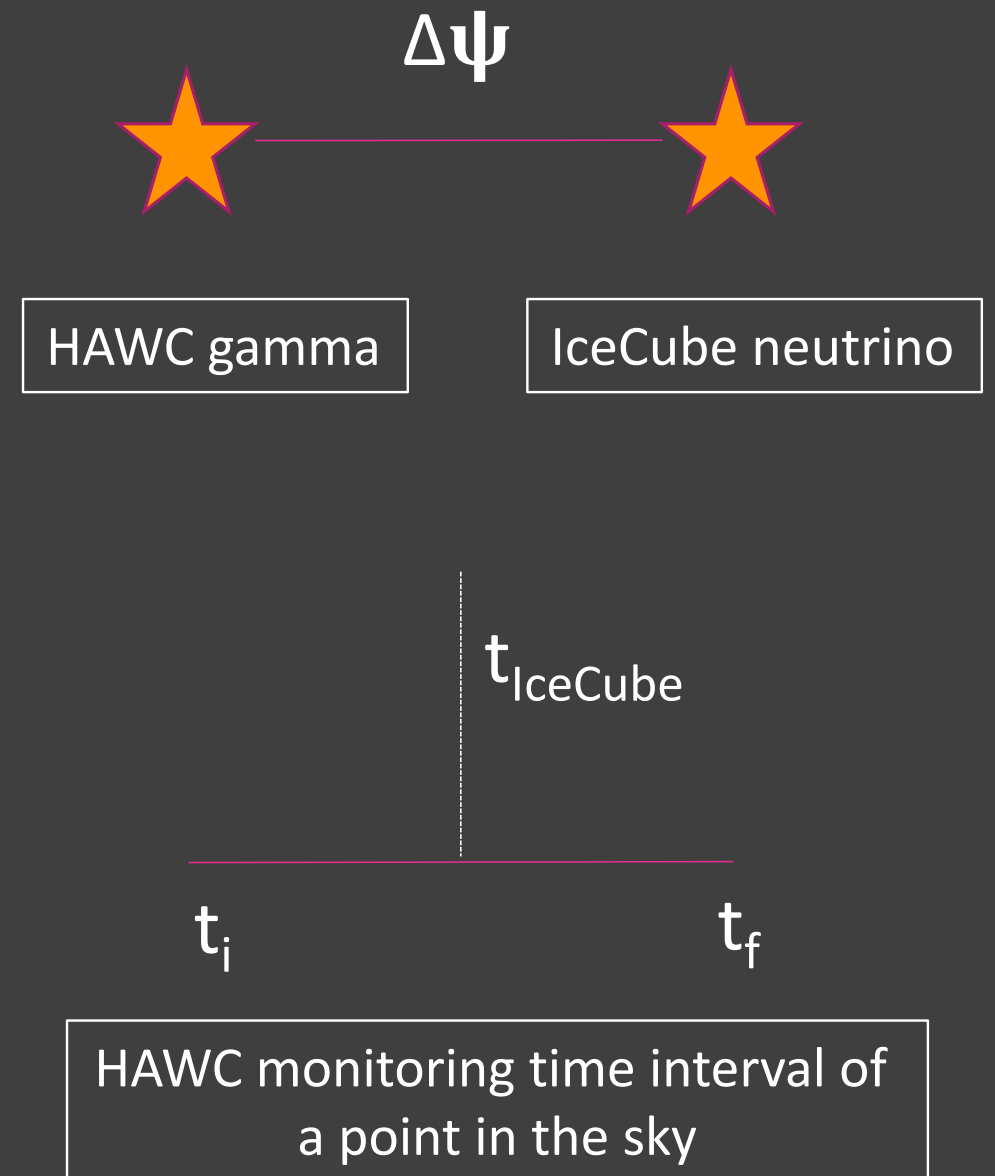 Δψ
HAWC gamma
IceCube neutrino
t_IceCube
t_i
t_f
HAWC monitoring time interval of
a point in the sky